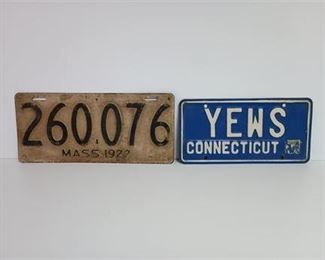 260,076
MASS. 1922
YEWS
CONNECTICUT